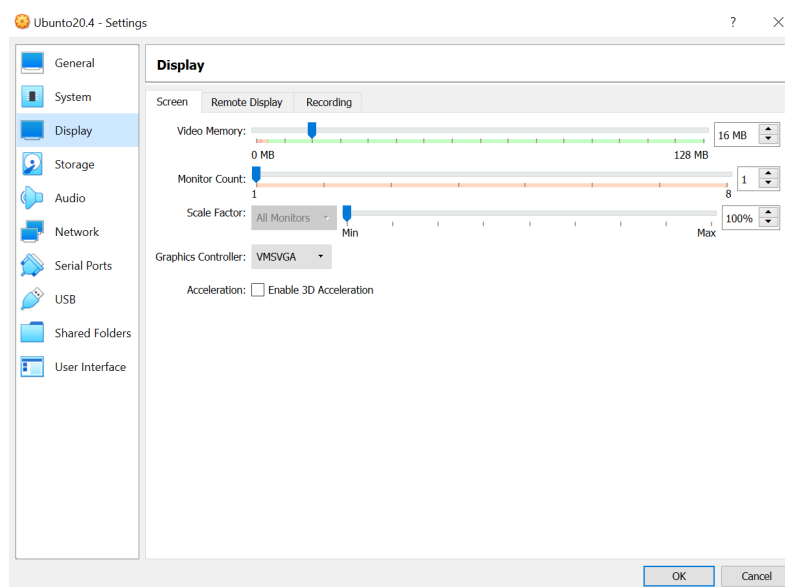 Ubunto20.4 - Settings
?
General
System
Display
Storage
Audio
Network
Serial Ports
USB
Shared Folders
User Interface
Display
Screen Remote Display Recording
Video Memory: 16 MB
0 MB 128 MB
Monitor Count: 1
1 8
Scale Factor: All Monitors 100%
Min Max
Graphics Controller: VMSVGA
Acceleration: Enable 3D Acceleration
OK Cancel